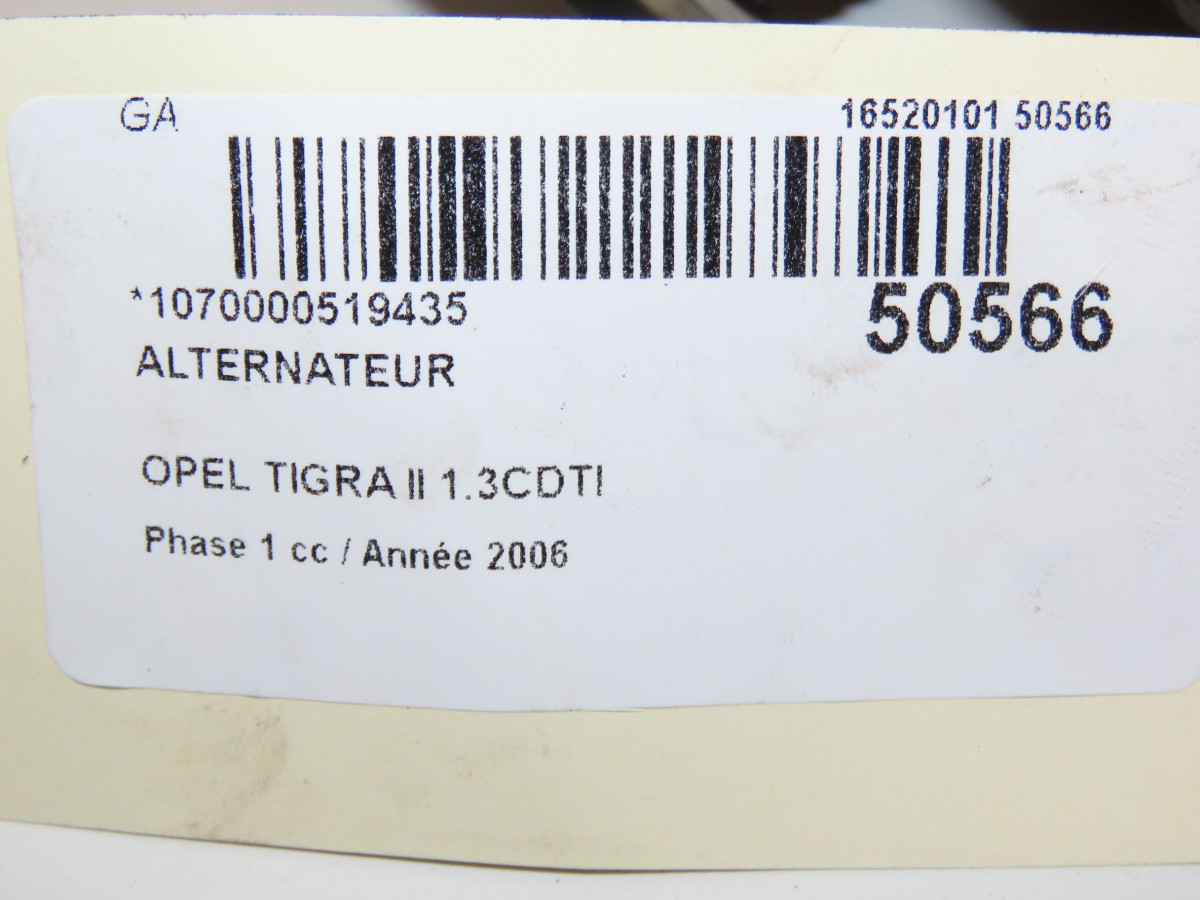 GA 16520101 50566
*1070000519435 50566
ALTERNATEUR
OPEL TIGRA II 1.3CDTI
Phase 1 cc / Année 2006